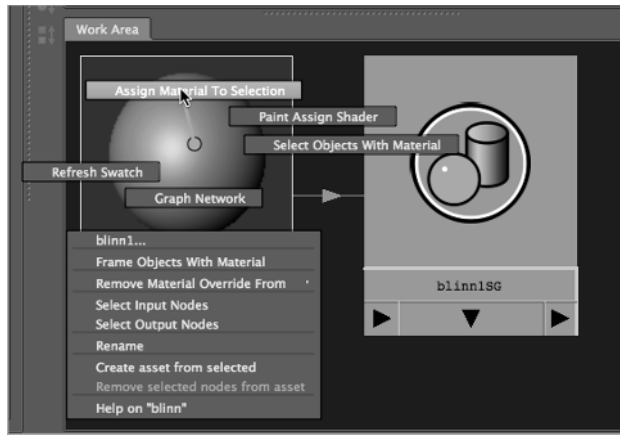 Work Area
Assign Material To Selection
Paint Assign Shader
Select Objects With Material
Refresh Swatch
Graph Network
blinn1...
Frame Objects With Material
Remove Material Override From
Select Input Nodes
Select Output Nodes
Rename
Create asset from selected
Remove selected nodes from asset
Help on "blinn"
blinn1SG